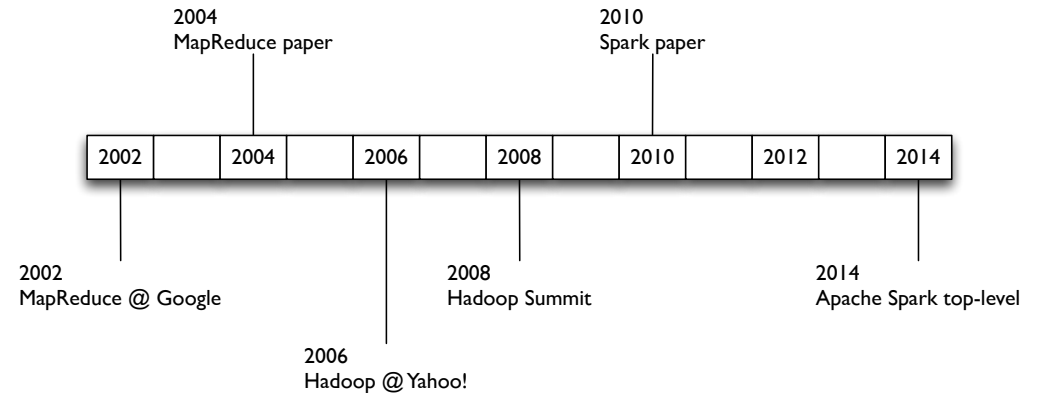 2004
MapReduce paper
2010
Spark paper
2002 2004 2006 2008 2010 2012 2014
2002
MapReduce @ Google
2008
Hadoop Summit
2014
Apache Spark top-level
2006
Hadoop @ Yahoo!